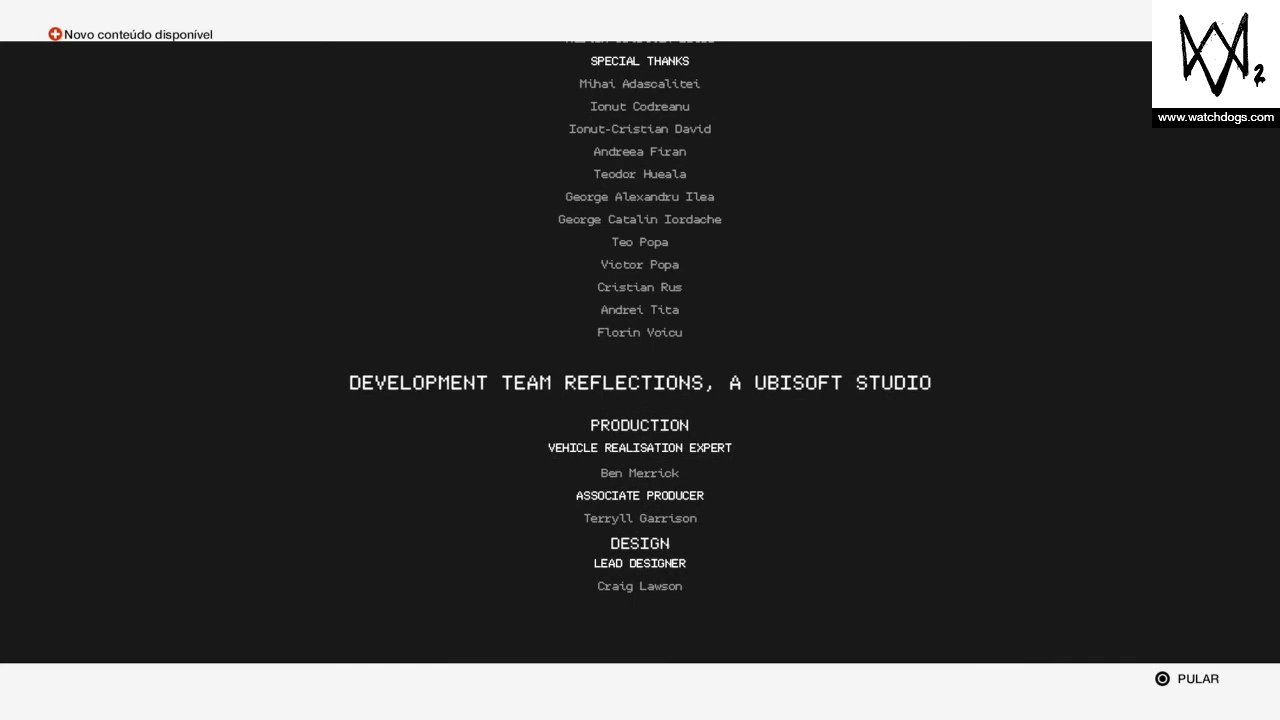 Novo conteúdo disponível
2
www.watchdogs.com
SPECIAL THANKS
Mihai Adascalitei
Ionut Codreanu
Ionut-Cristian David
Andreea Firan
Teodor Hueala
George Alexandru Ilea
George Catalin Iordache
Teo Popa
Victor Popa
Cristian Rus
Andrei Tita
Florin Voicu
DEVELOPMENT TEAM REFLECTIONS, A UBISOFT STUDIO
PRODUCTION
VEHICLE REALISATION EXPERT
Ben Merrick
ASSOCIATE PRODUCER
Terryll Garrison
DESIGN
LEAD DESIGNER
Craig Lawson
PULAR